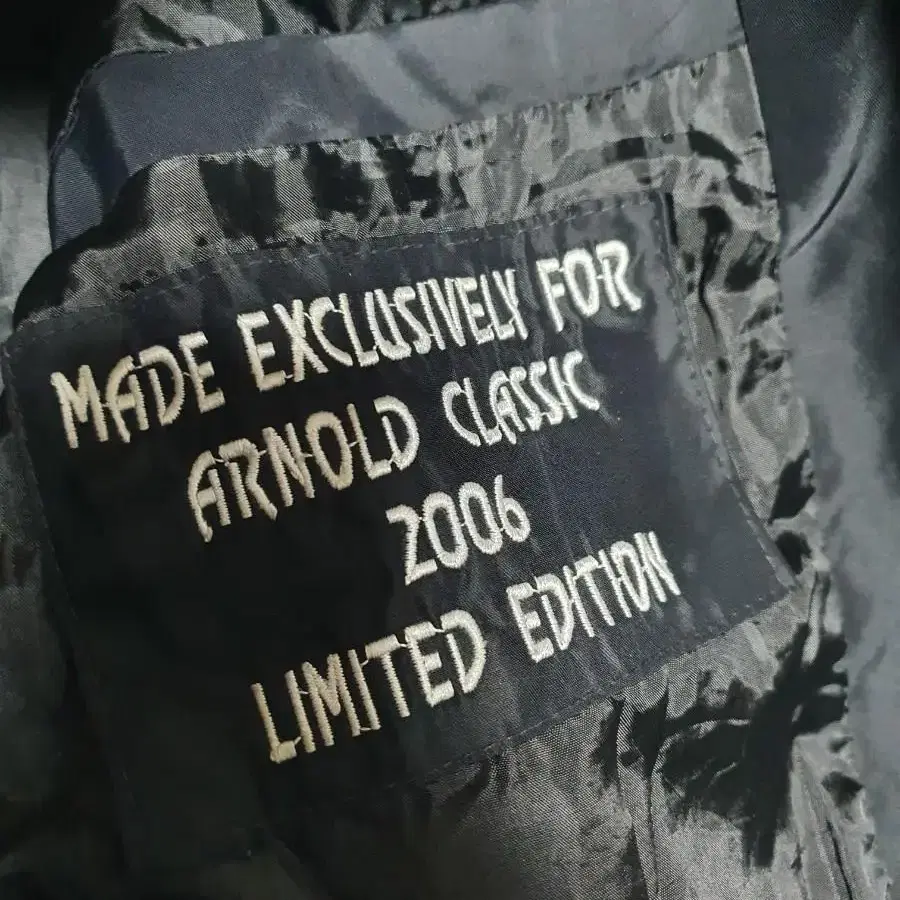 MADE EXCLUSIVELY FOR
ARNOLD CLASSIC
2006
LIMITED EDITION